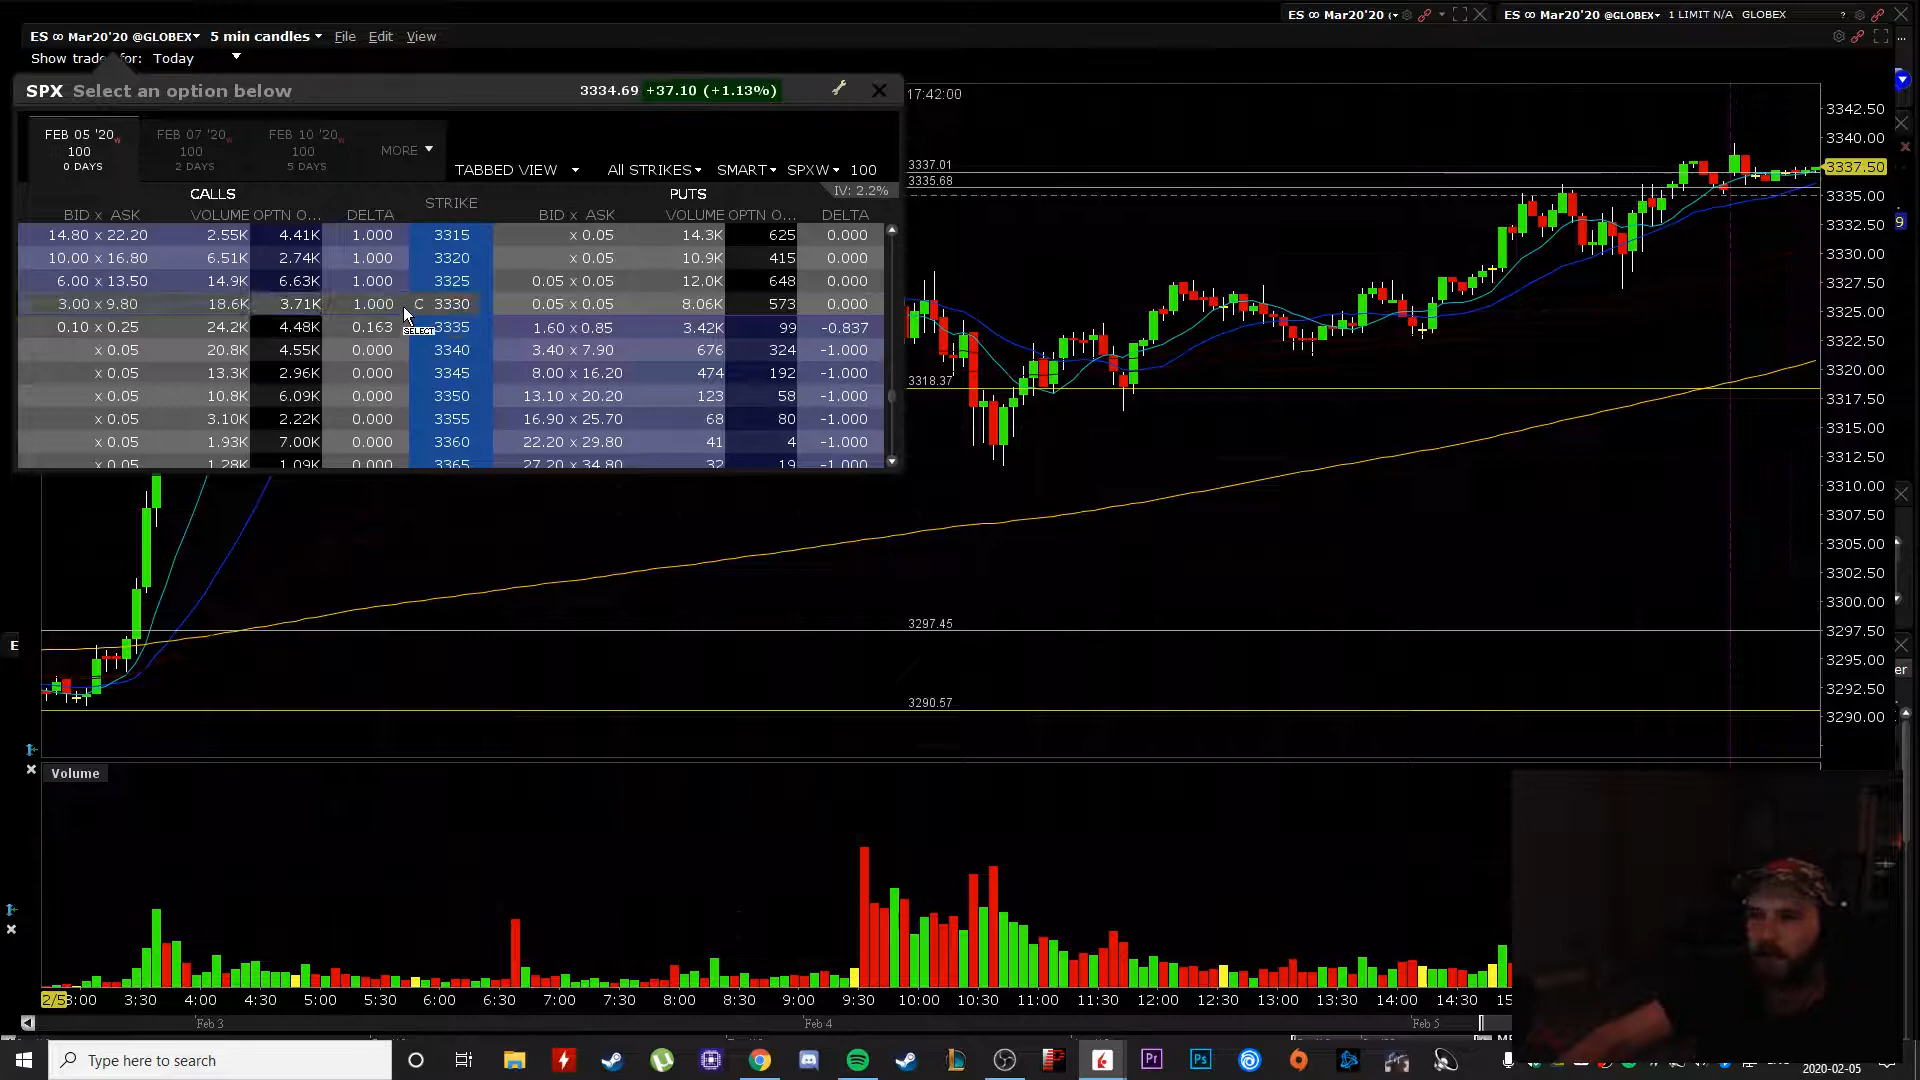 ES ∞ Mar20'20 (
ES ∞ Mar20'20 @GLOBEX 1 LIMIT N/A GLOBEX ?
ES ∞ Mar20'20 @GLOBEX 5 min candles File Edit View
Show trades for: Today
SPX Select an option below 3334.69 +37.10 (+1.13%)
17:42:00
FEB 05 '20 W FEB 07 '20 W FEB 10 '20 W
100 100 100 MORE
0 DAYS 2 DAYS 5 DAYS
TABBED VIEW All STRIKES SMART SPXW 100
CALLS STRIKE PUTS IV: 2.2%
BID x ASK VOLUME OPTN O... DELTA BID x ASK VOLUME OPTN O... DELTA
14.80 x 22.20 2.55K 4.41K 1.000 3315 x 0.05 14.3K 625 0.000
10.00 x 16.80 6.51K 2.74K 1.000 3320 x 0.05 10.9K 415 0.000
6.00 x 13.50 14.9K 6.63K 1.000 3325 0.05 x 0.05 12.0K 648 0.000
3.00 x 9.80 18.6K 3.71K 1.000 C 3330 0.05 x 0.05 8.06K 573 0.000
SELECT
0.10 x 0.25 24.2K 4.48K 0.163 3335 1.60 x 0.85 3.42K 99 -0.837
x 0.05 20.8K 4.55K 0.000 3340 3.40 x 7.90 676 324 -1.000
x 0.05 13.3K 2.96K 0.000 3345 8.00 x 16.20 474 192 -1.000
x 0.05 10.8K 6.09K 0.000 3350 13.10 x 20.20 123 58 -1.000
x 0.05 3.10K 2.22K 0.000 3355 16.90 x 25.70 68 80 -1.000
x 0.05 1.93K 7.00K 0.000 3360 22.20 x 29.80 41 4 -1.000
x 0.05 1.28K 1.09K 0.000 3365 27.20 x 34.80 32 19 -1.000
3337.01
3335.68
3318.37
3297.45
3290.57
3342.50
3340.00
3337.50
3335.00
3332.50
3330.00
3327.50
3325.00
3322.50
3320.00
3317.50
3315.00
3312.50
3310.00
3307.50
3305.00
3302.50
3300.00
3297.50
3295.00
3292.50
3290.00
9
E
er
Volume
2/5 3:00 3:30 4:00 4:30 5:00 5:30 6:00 6:30 7:00 7:30 8:00 8:30 9:00 9:30 10:00 10:30 11:00 11:30 12:00 12:30 13:00 13:30 14:00 14:30 15
Feb 3 Feb 4 Feb 5
Type here to search
Pr Ps
2020-02-05